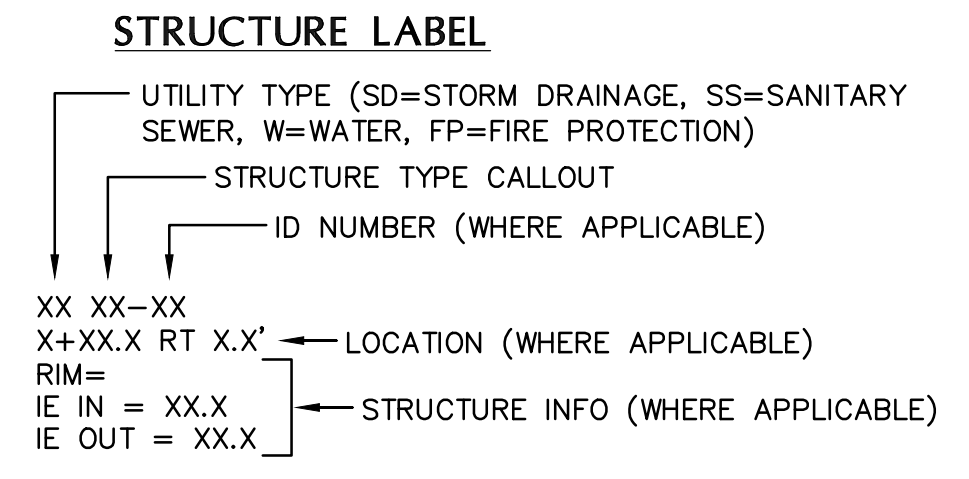 STRUCTURE LABEL
UTILITY TYPE (SD=STORM DRAINAGE, SS=SANITARY
SEWER, W=WATER, FP=FIRE PROTECTION)
STRUCTURE TYPE CALLOUT
ID NUMBER (WHERE APPLICABLE)
XX XX-XX
X+XX.X RT X.X'
LOCATION (WHERE APPLICABLE)
RIM=
IE IN = XX.X
STRUCTURE INFO (WHERE APPLICABLE)
IE OUT = XX.X